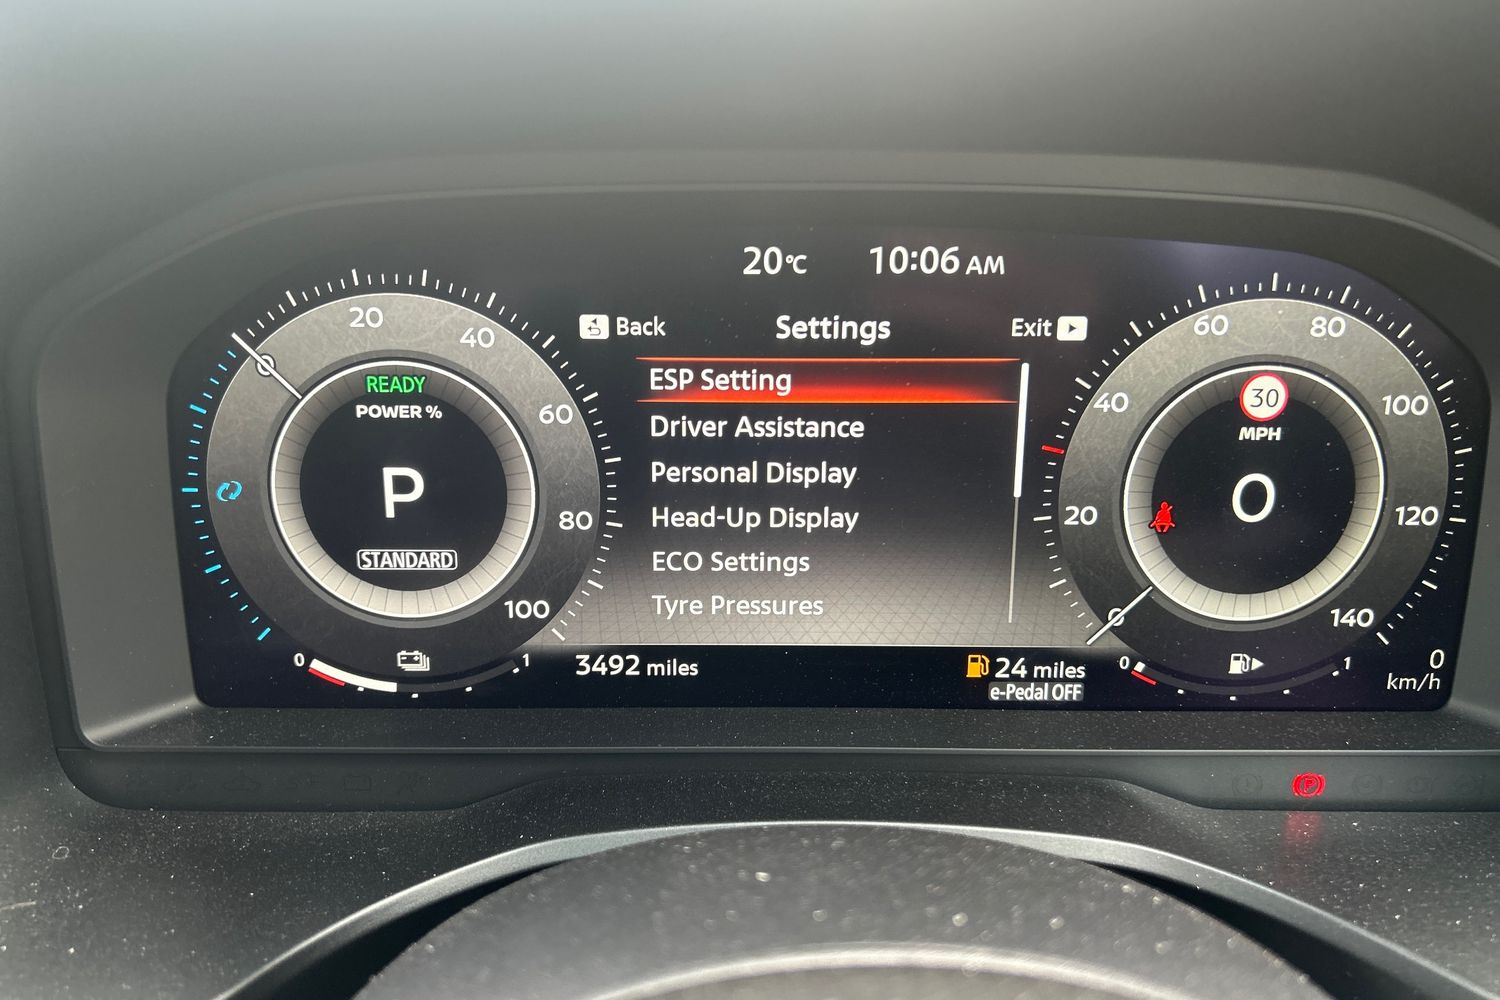 20°C 10:06 AM
Back Settings Exit
ESP Setting
Driver Assistance
Personal Display
Head-Up Display
ECO Settings
Tyre Pressures
0 20 40 60 80 100
READY
POWER %
P
STANDARD
0 20 40 60 80 100 120 140
30
MPH
0
0 1
3492 miles
24 miles
e-Pedal OFF
0 1
0
km/h
P